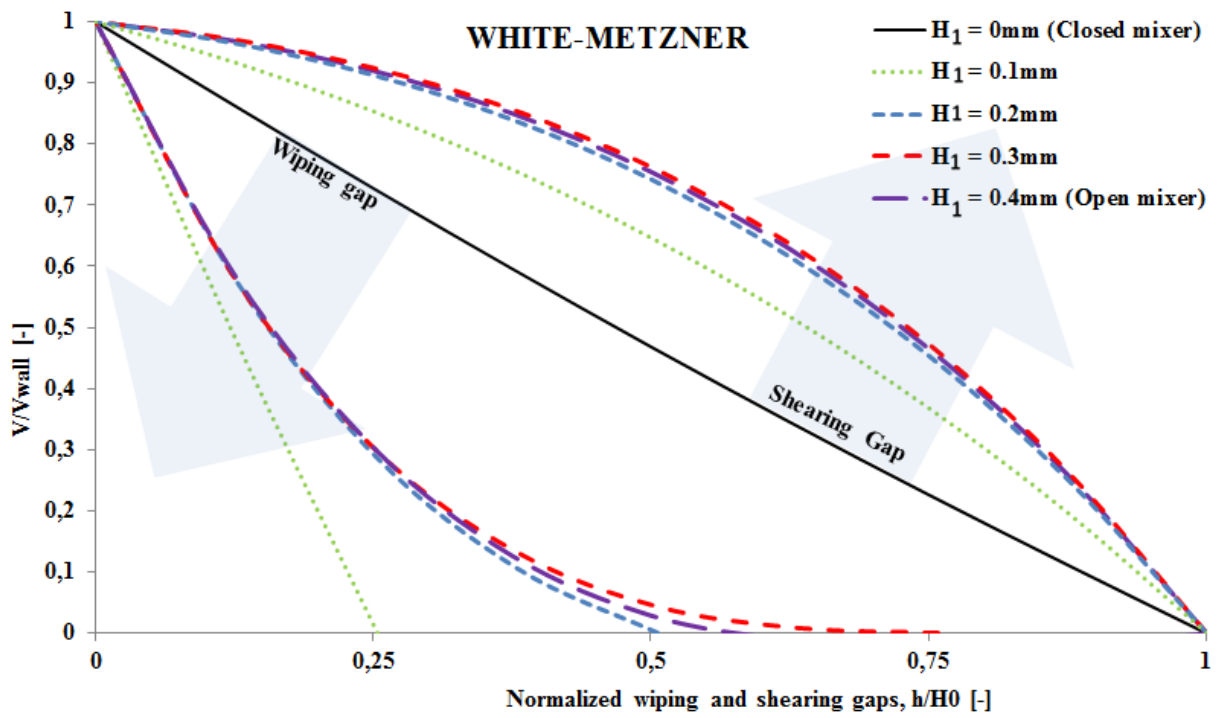 WHITE-METZNER
H1 = 0mm (Closed mixer)
H1 = 0.1mm
H1 = 0.2mm
H1 = 0.3mm
H1 = 0.4mm (Open mixer)
1
0,9
0,8
0,7
0,6
0,5
0,4
0,3
0,2
0,1
0
V/Vwall [-]
Wiping gap
Shearing Gap
0
0,25
0,5
0,75
1
Normalized wiping and shearing gaps, h/H0 [-]